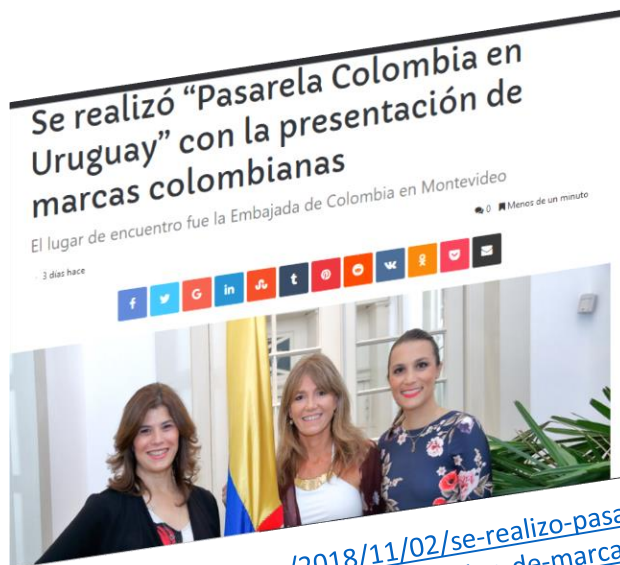 Se realizó “Pasarela Colombia en
Uruguay” con la presentación de
marcas colombianas
El lugar de encuentro fue la Embajada de Colombia en Montevideo
3 días hace
0 Menos de un minuto
f G in t
/2018/11/02/se-realizo-pasa
de-marca